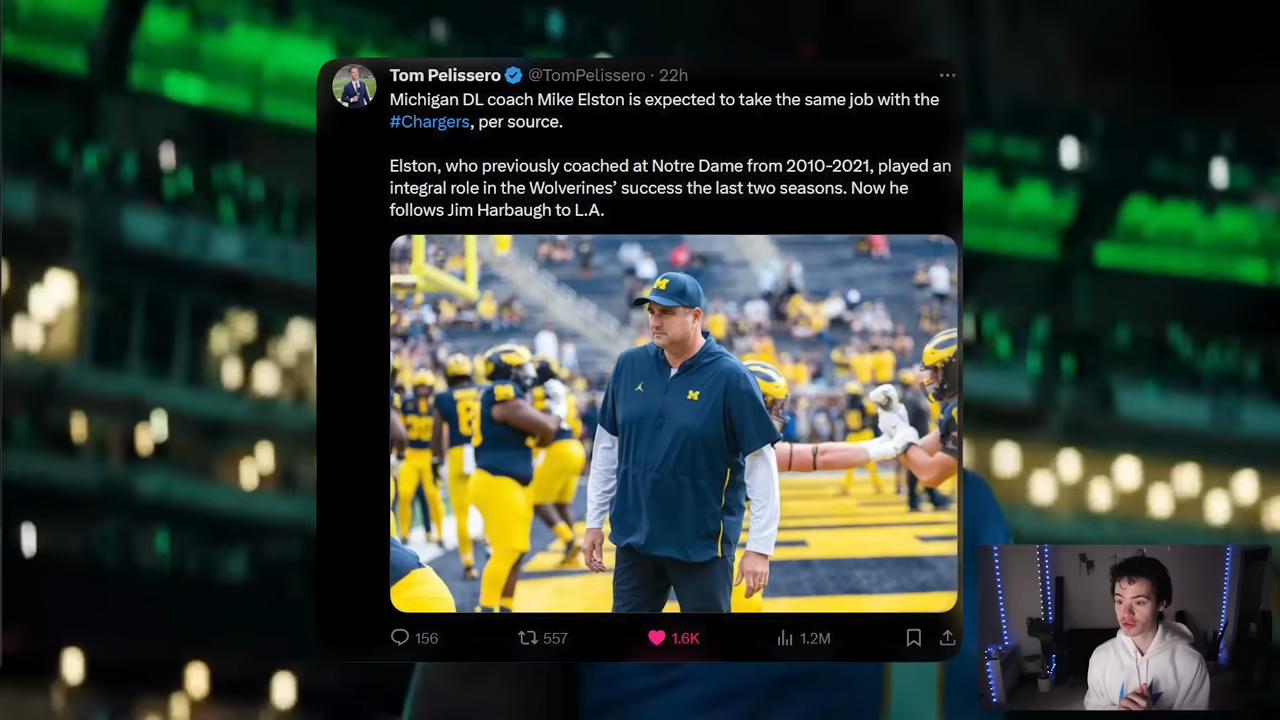 Tom Pelissero @TomPelissero · 22h
Michigan DL coach Mike Elston is expected to take the same job with the
#Chargers, per source.
Elston, who previously coached at Notre Dame from 2010-2021, played an
integral role in the Wolverines' success the last two seasons. Now he
follows Jim Harbaugh to L.A.
M
M
156 557 1.6K 1.2M